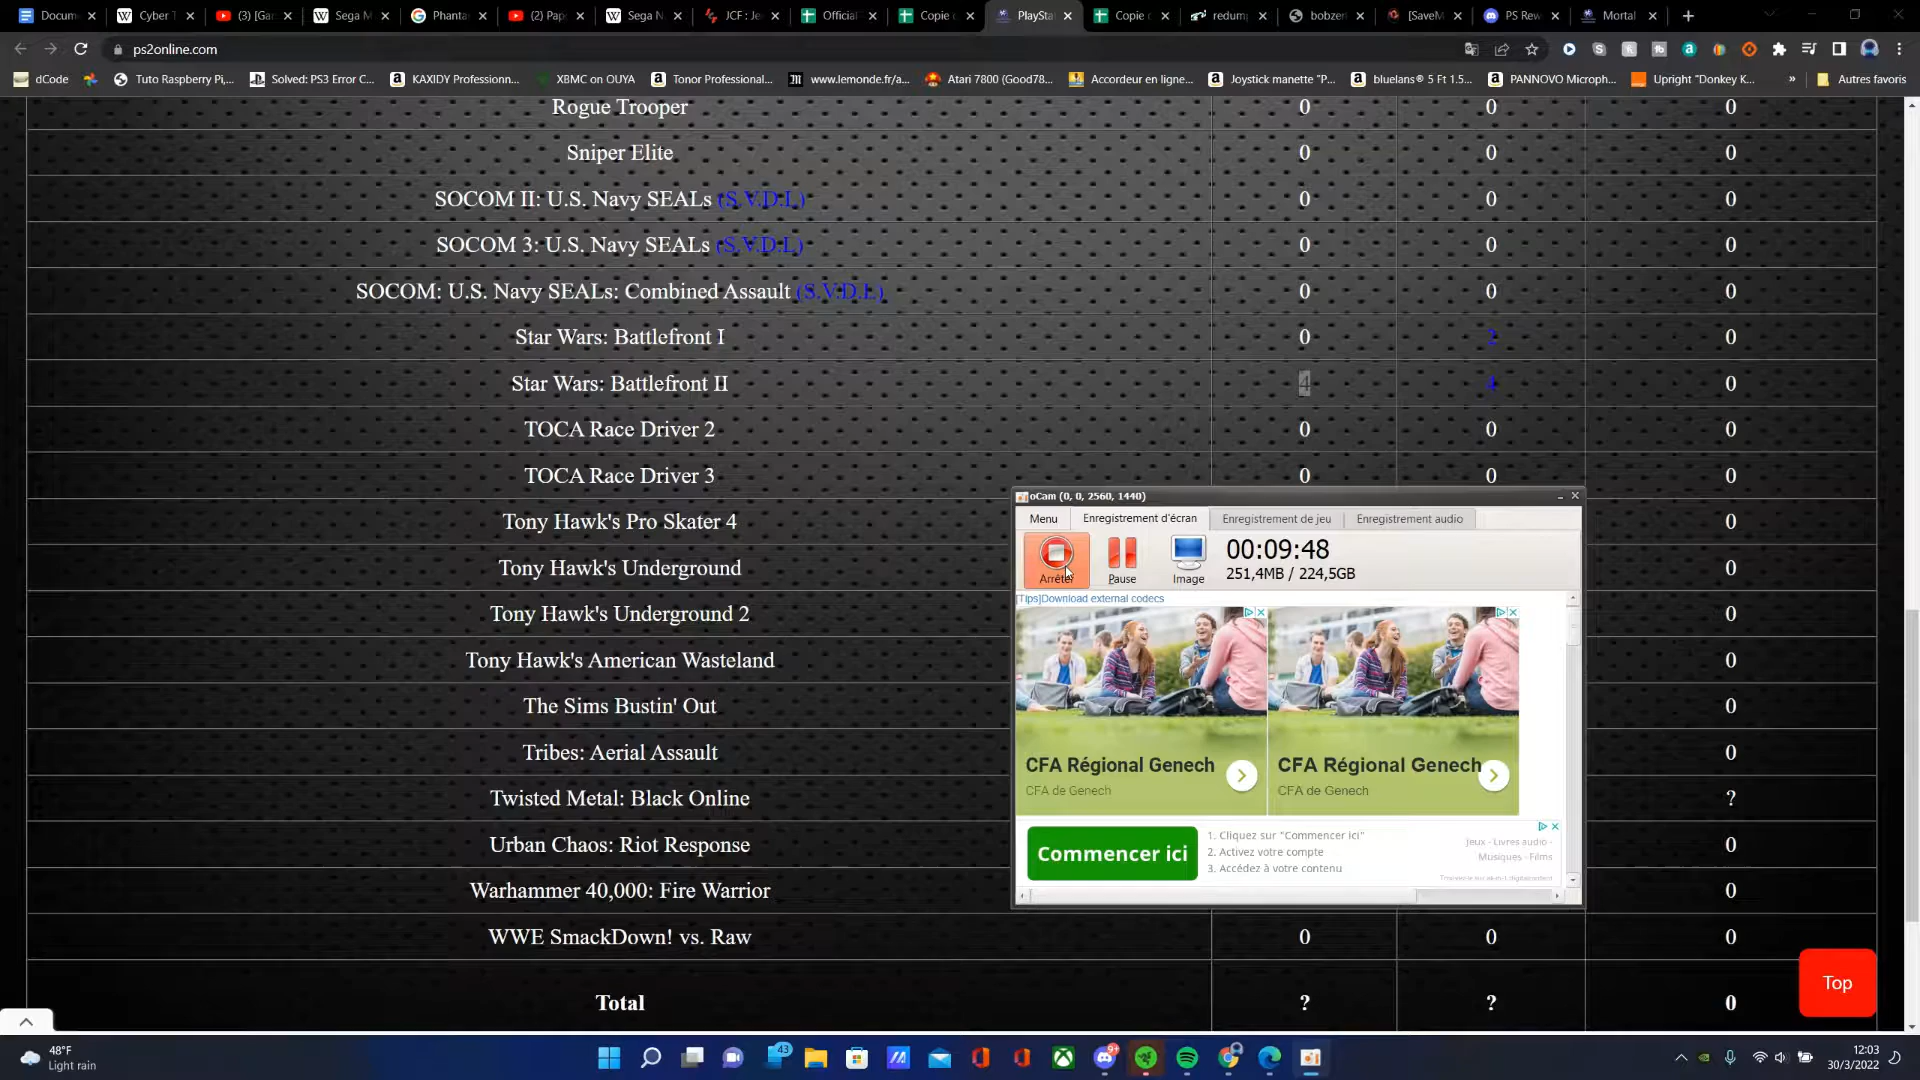 Docum
Cyber T
(3) [Ga
Sega M
Phanta
(2) Pap
Sega N
JCF : Je
Official
Copie c
PlaySta
Copie c
redump
bobzen
[SaveM
PS Rew
Mortal
ps2online.com
dCode
Tuto Raspberry Pi,...
Solved: PS3 Error C...
KAXIDY Professionn...
XBMC on OUYA
Tonor Professional...
www.lemonde.fr/a...
Atari 7800 (Good78...
Accordeur en ligne...
Joystick manette "P...
bluelans® 5 Ft 1.5...
PANNOVO Microph...
Upright "Donkey K...
»
Autres favoris
Rogue Trooper 0 0 0
Sniper Elite 0 0 0
SOCOM II: U.S. Navy SEALs (S.V.D.L) 0 0 0
SOCOM 3: U.S. Navy SEALs (S.V.D.L) 0 0 0
SOCOM: U.S. Navy SEALs: Combined Assault (S.V.D.L) 0 0 0
Star Wars: Battlefront I 0 2 0
Star Wars: Battlefront II 4 4 0
TOCA Race Driver 2 0 0 0
TOCA Race Driver 3 0 0 0
Tony Hawk's Pro Skater 4 0
Tony Hawk's Underground 0
Tony Hawk's Underground 2 0
Tony Hawk's American Wasteland 0
The Sims Bustin' Out 0
Tribes: Aerial Assault 0
Twisted Metal: Black Online ?
Urban Chaos: Riot Response 0
Warhammer 40,000: Fire Warrior 0
WWE SmackDown! vs. Raw 0 0 0
Total ? ? 0
oCam (0, 0, 2560, 1440)
Menu
Enregistrement d'écran
Enregistrement de jeu
Enregistrement audio
Arrêter
Pause
Image
00:09:48
251,4MB / 224,5GB
[Tips]Download external codecs
CFA Régional Genech
CFA de Genech
CFA Régional Genech
CFA de Genech
Commencer ici
1. Cliquez sur "Commencer ici"
2. Activez votre compte
3. Accédez à votre contenu
Jeux - Livres audio -
Musiques - Films
Top
48°F
Light rain
43
9+
12:03
30/3/2022